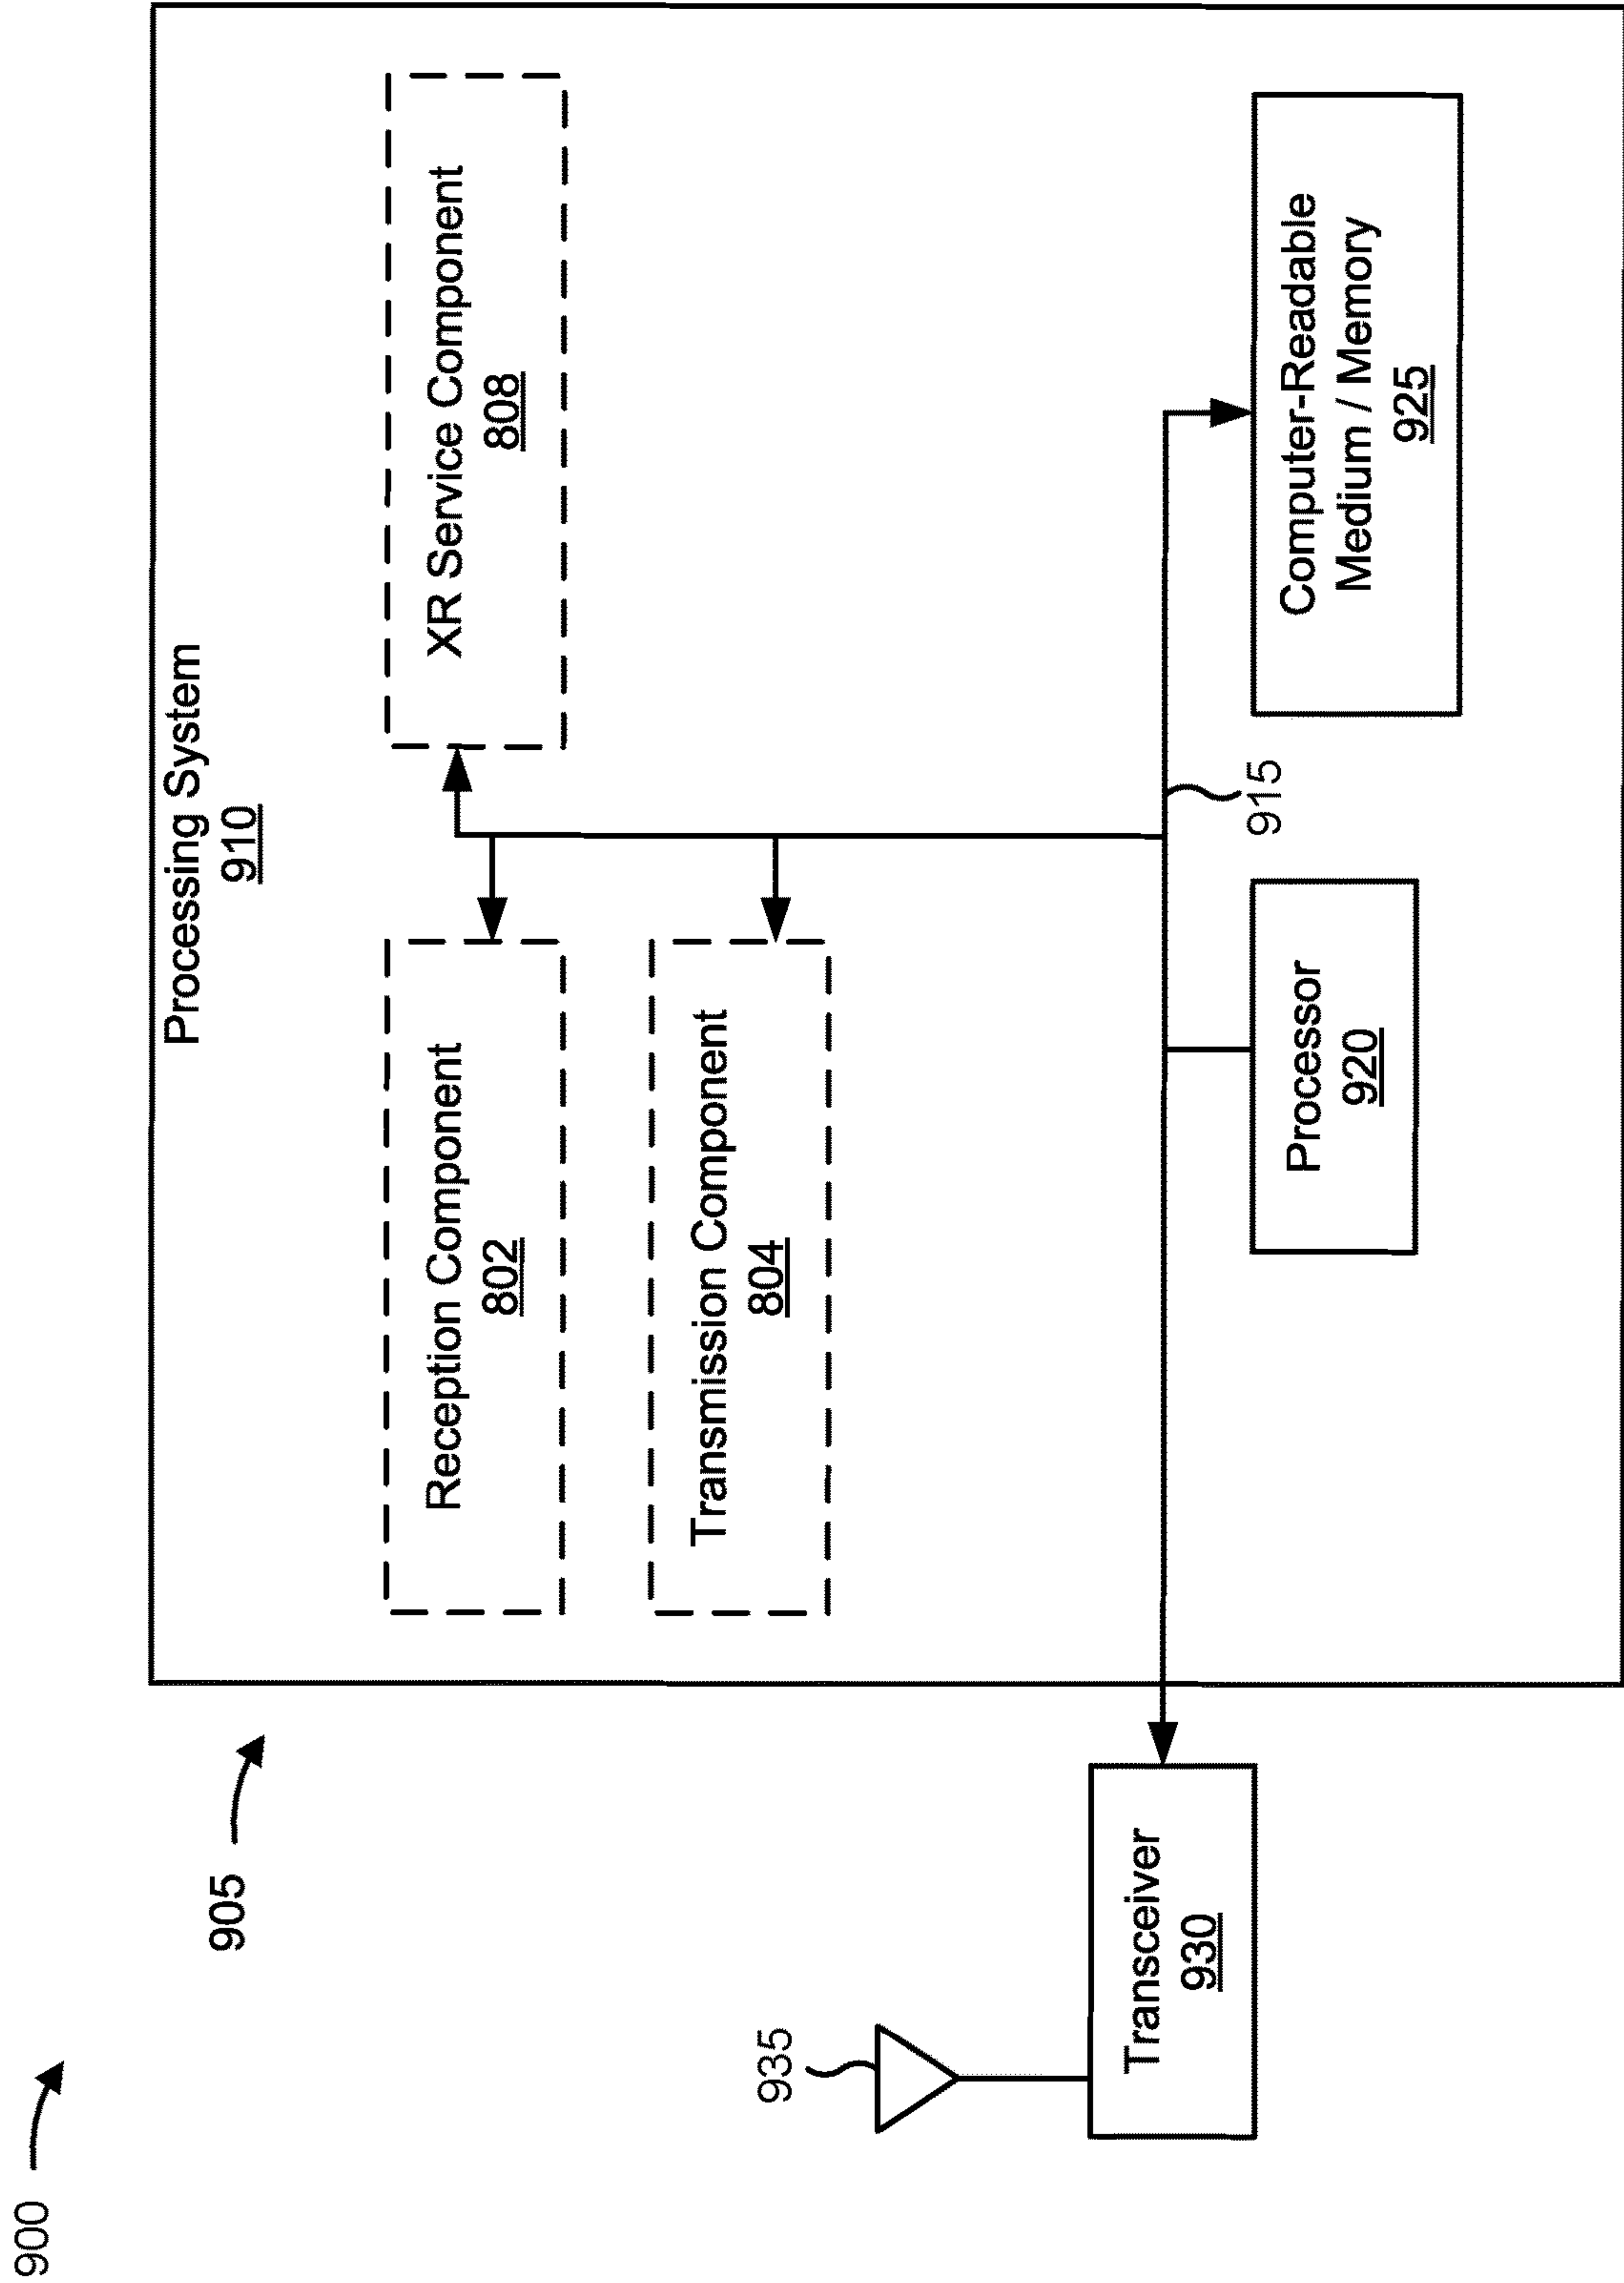 900
905
Processing System
910
Reception Component
802
XR Service Component
808
Transmission Component
804
935
Transceiver
930
Processor
920
915
Computer-Readable
Medium / Memory
925